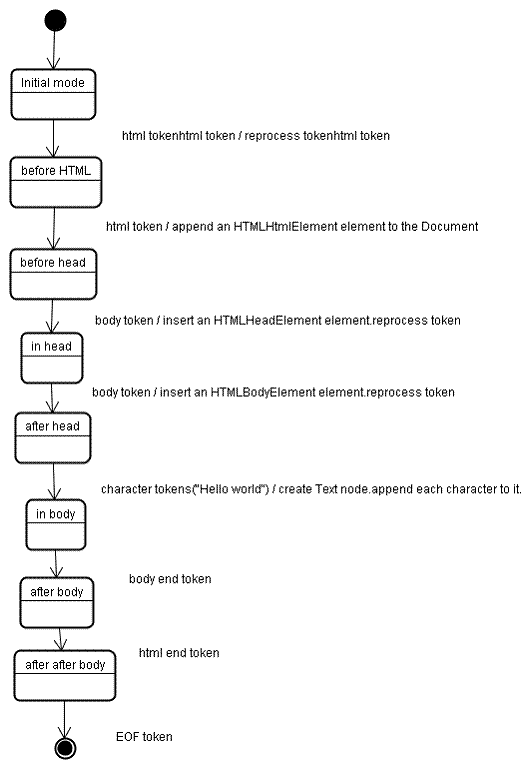 Initial mode
html tokenhtml token / reprocess tokenhtml token
before HTML
html token / append an HTMLHtmlElement element to the Document
before head
body token / insert an HTMLHeadElement element.reprocess token
in head
body token / insert an HTMLBodyElement element.reprocess token
after head
character tokens("Hello world") / create Text node.append each character to it.
in body
body end token
after body
html end token
after after body
EOF token